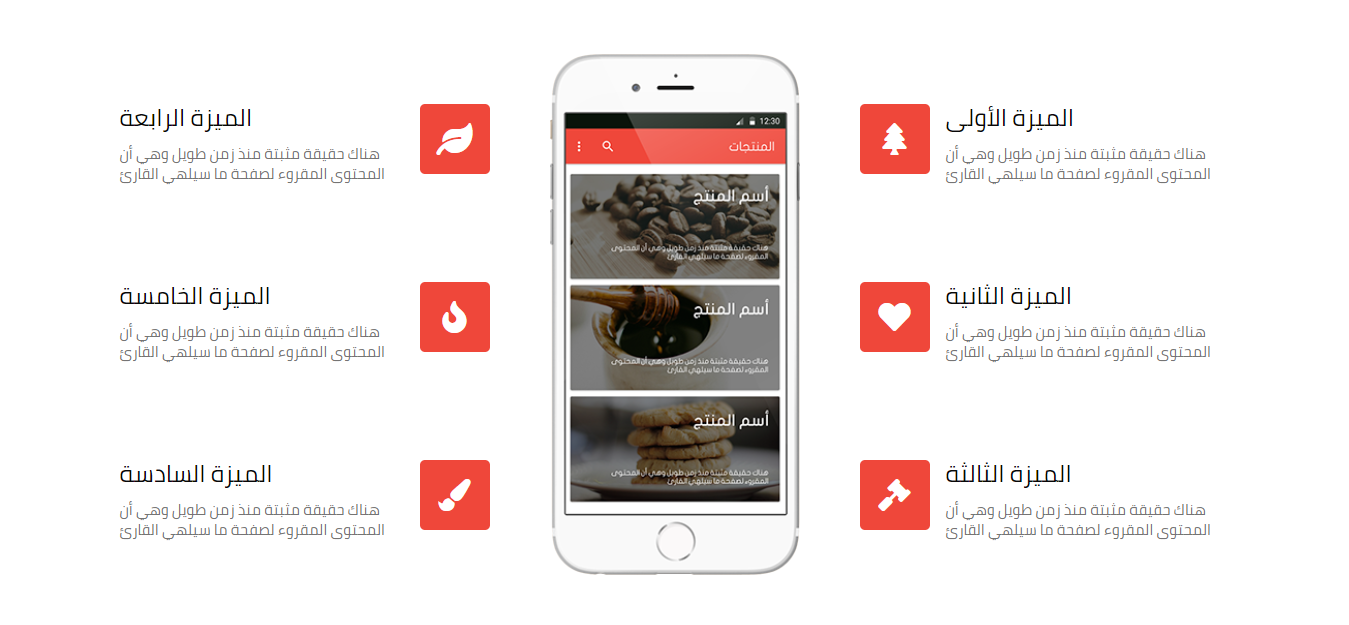 الميزة الأولى
هناك حقيقة مثبتة منذ زمن طويل وهي أن
المحتوى المقروء لصفحة ما سيلهي القارئ
الميزة الثانية
هناك حقيقة مثبتة منذ زمن طويل وهي أن
المحتوى المقروء لصفحة ما سيلهي القارئ
الميزة الثالثة
هناك حقيقة مثبتة منذ زمن طويل وهي أن
المحتوى المقروء لصفحة ما سيلهي القارئ
12:30
المنتجات
أسم المنتج
هناك حقيقة مثبتة منذ زمن طويل وهي أن المحتوى
المقروء لصفحة ما سيلهي القارئ
أسم المنتج
هناك حقيقة مثبتة منذ زمن طويل وهي أن المحتوى
المقروء لصفحة ما سيلهي القارئ
أسم المنتج
هناك حقيقة مثبتة منذ زمن طويل وهي أن المحتوى
المقروء لصفحة ما سيلهي القارئ
الميزة الرابعة
هناك حقيقة مثبتة منذ زمن طويل وهي أن
المحتوى المقروء لصفحة ما سيلهي القارئ
الميزة الخامسة
هناك حقيقة مثبتة منذ زمن طويل وهي أن
المحتوى المقروء لصفحة ما سيلهي القارئ
الميزة السادسة
هناك حقيقة مثبتة منذ زمن طويل وهي أن
المحتوى المقروء لصفحة ما سيلهي القارئ